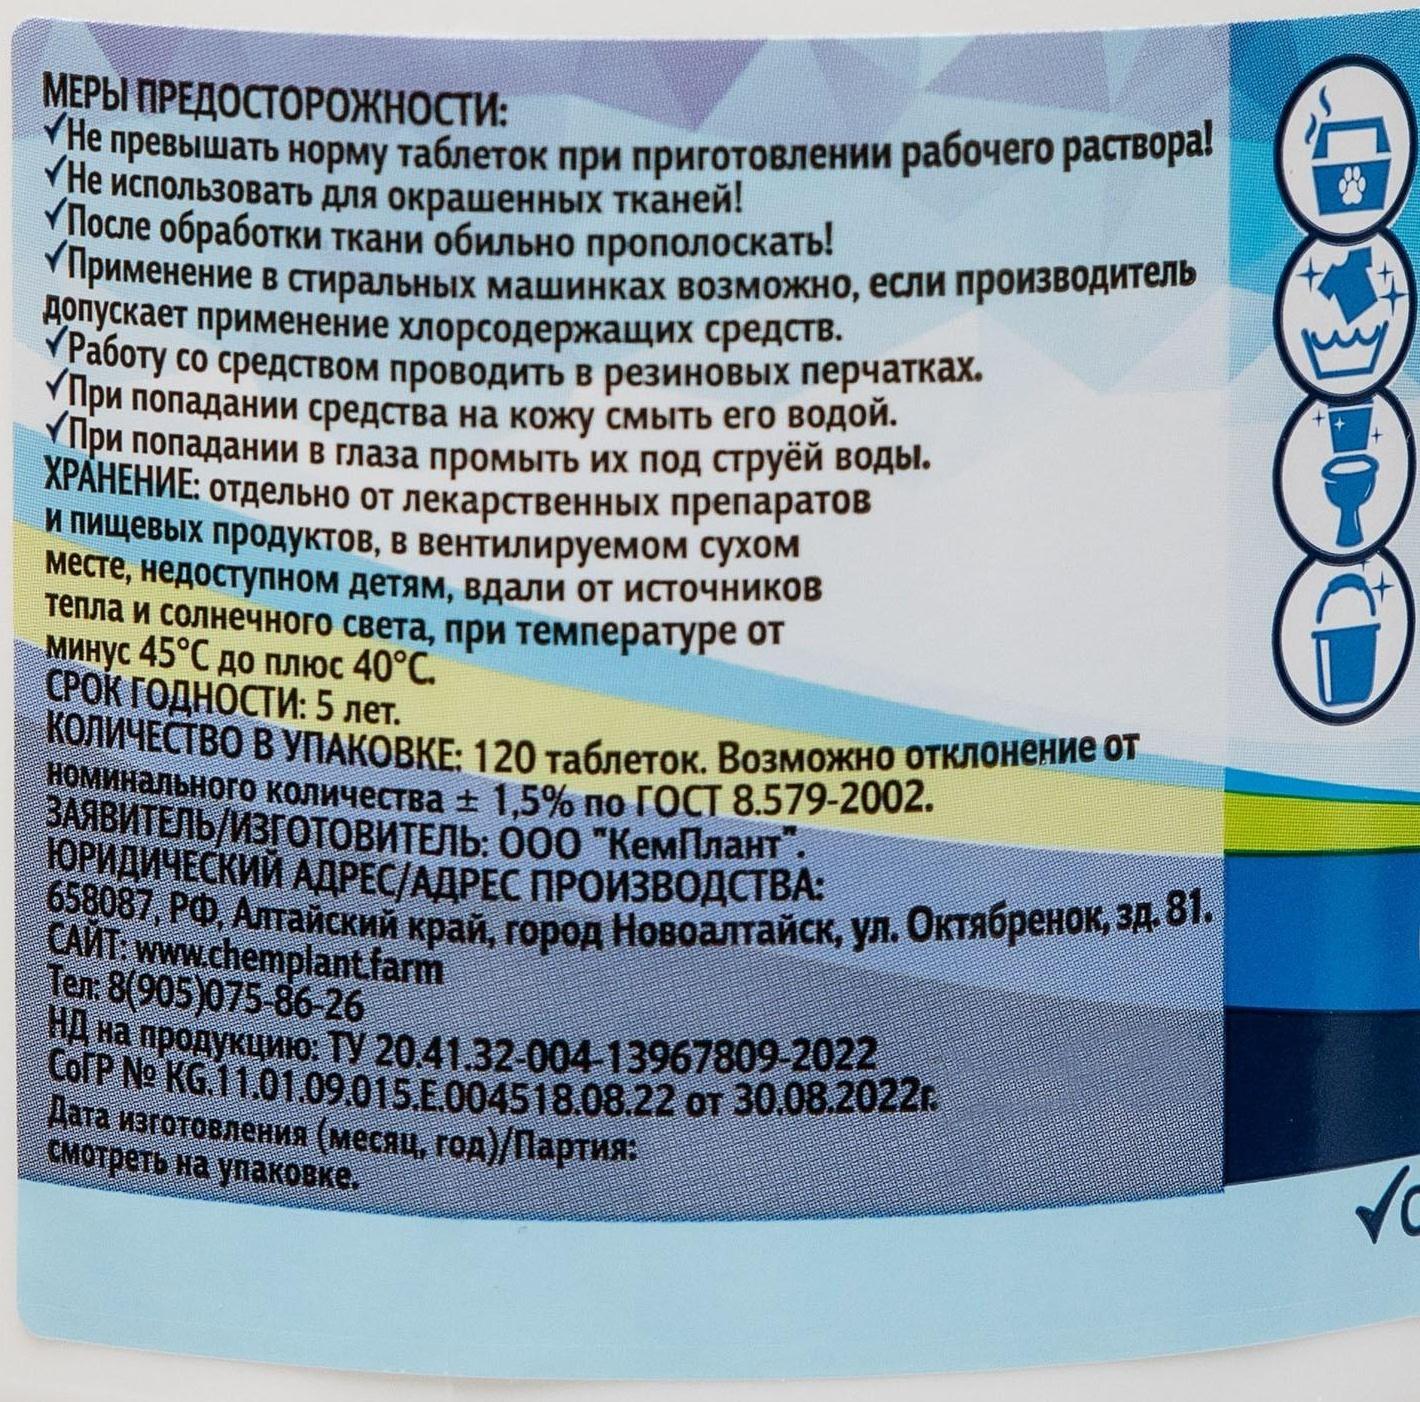 МЕРЫ ПРЕДОСТОРОЖНОСТИ:
✓Не превышать норму таблеток при приготовлении рабочего раствора!
✓Не использовать для окрашенных тканей!
✓После обработки ткани обильно прополоскать!
✓Применение в стиральных машинках возможно, если производитель
допускает применение хлорсодержащих средств.
✓Работу со средством проводить в резиновых перчатках.
✓При попадании средства на кожу смыть его водой.
✓При попадании в глаза промыть их под струёй воды.
ХРАНЕНИЕ: отдельно от лекарственных препаратов
и пищевых продуктов, в вентилируемом сухом
месте, недоступном детям, вдали от источников
тепла и солнечного света, при температуре от
минус 45°С до плюс 40°С.
СРОК ГОДНОСТИ: 5 лет.
КОЛИЧЕСТВО В УПАКОВКЕ: 120 таблеток. Возможно отклонение от
номинального количества ± 1,5% по ГОСТ 8.579-2002.
ЗАЯВИТЕЛЬ/ИЗГОТОВИТЕЛЬ: ООО "КемПлант".
ЮРИДИЧЕСКИЙ АДРЕС/АДРЕС ПРОИЗВОДСТВА:
658087, РФ, Алтайский край, город Новоалтайск, ул. Октябренок, зд. 81.
САЙТ: www.chemplant.farm
Тел: 8(905)075-86-26
НД на продукцию: ТУ 20.41.32-004-13967809-2022
СоГР № KG.11.01.09.015.E.004518.08.22 от 30.08.2022г.
Дата изготовления (месяц, год)/Партия:
смотреть на упаковке.